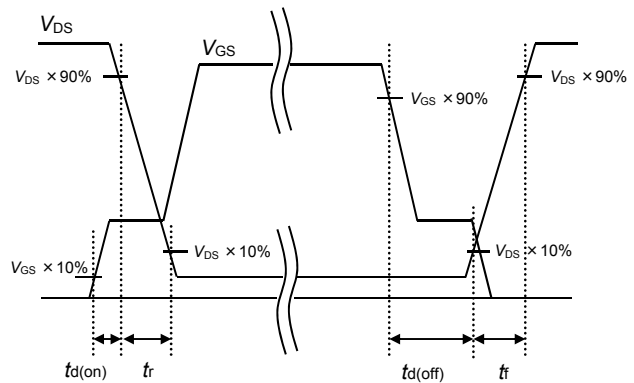 VDS
VGS
VDS ×90%
VDS ×90%
VGS ×90%
VDS ×10%
VDS ×10%
VGS ×10%
td(on)
tr
td(off)
tf